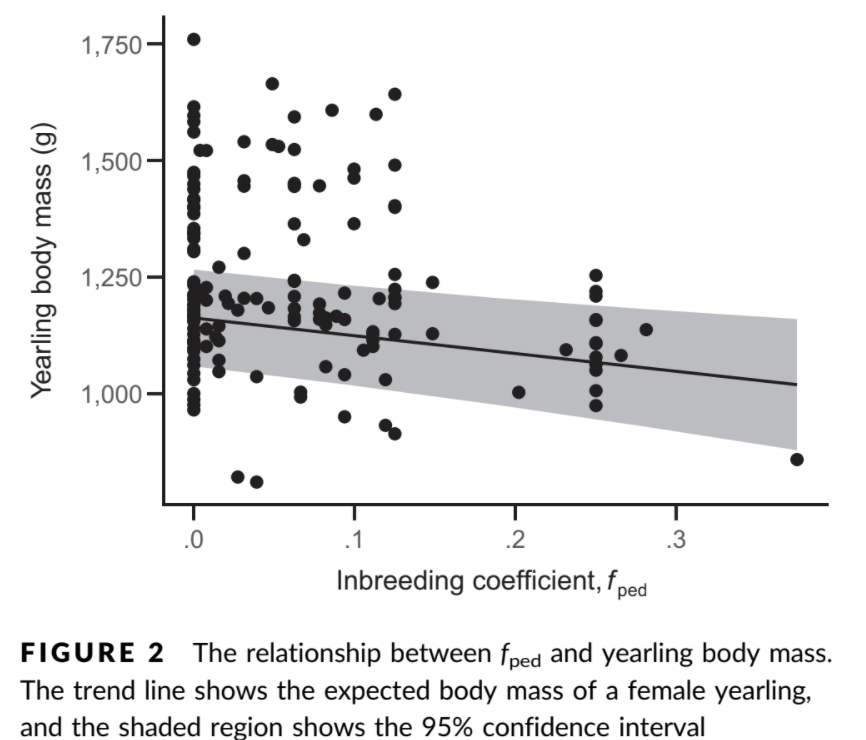 1,750
1,500
1,250
1,000
Yearling body mass (g)
.0 .1 .2 .3
Inbreeding coefficient, fped
FIGURE 2 The relationship between fped and yearling body mass.
The trend line shows the expected body mass of a female yearling,
and the shaded region shows the 95% confidence interval